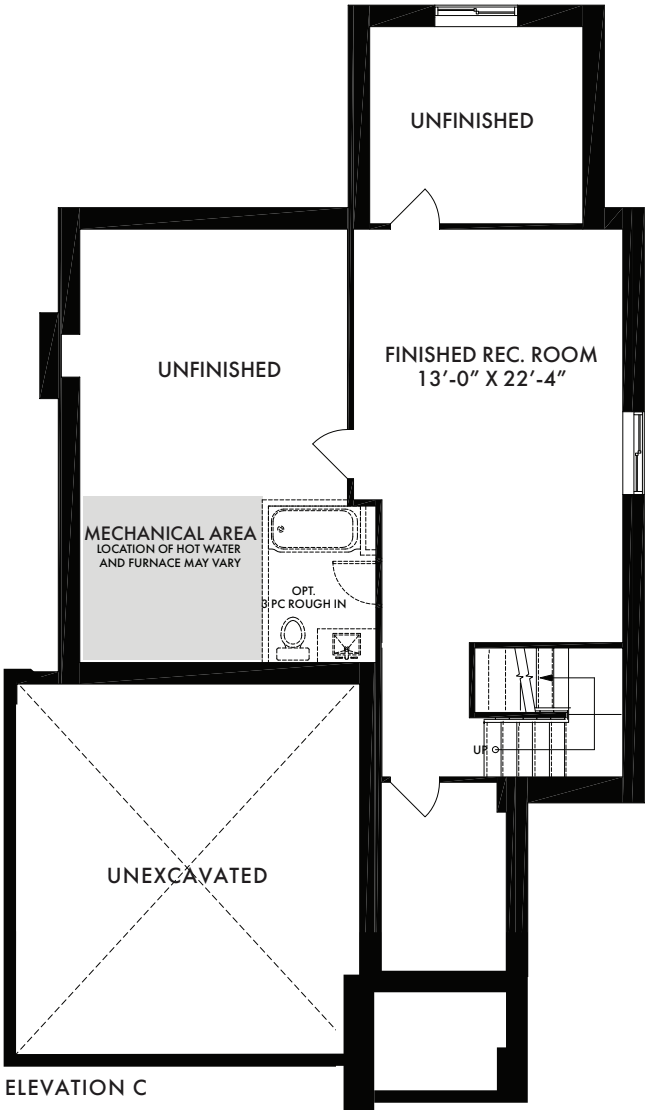 UNFINISHED
FINISHED REC. ROOM
13'-0" X 22'-4"
UNFINISHED
MECHANICAL AREA
LOCATION OF HOT WATER
AND FURNACE MAY VARY
OPT.
3 PC ROUGH IN
UP
UNEXCAVATED
ELEVATION C